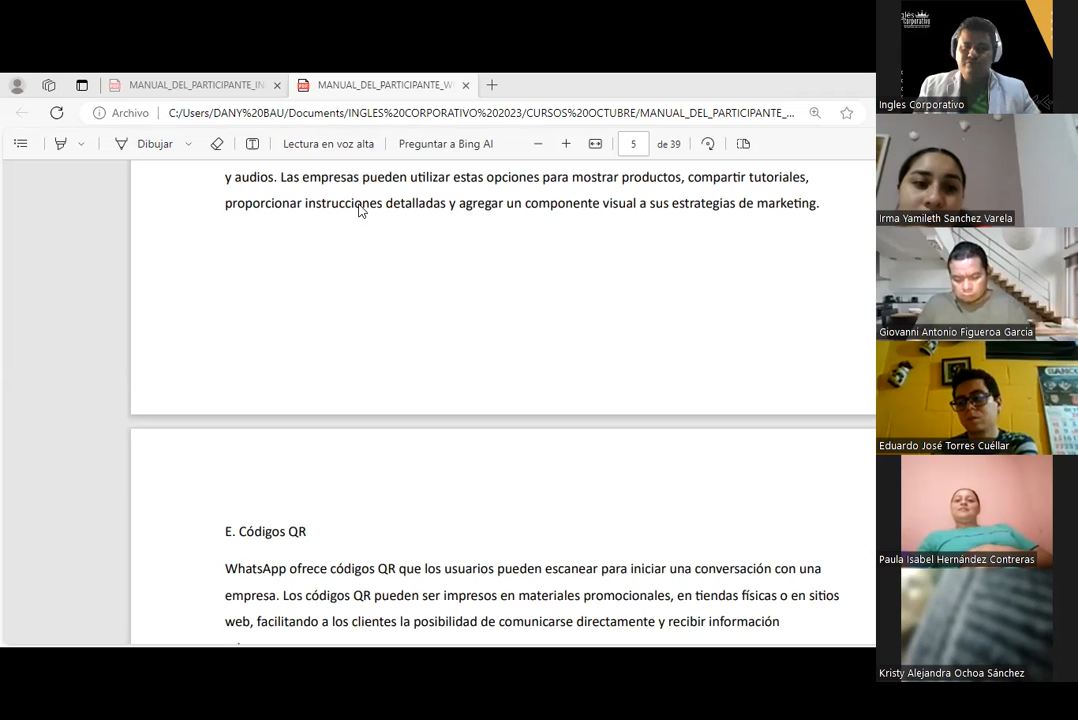 MANUAL_DEL_PARTICIPANTE_IN
MANUAL_DEL_PARTICIPANTE_W
Archivo
C:/Users/DANY%20BAU/Documents/INGLES%20CORPORATIVO%202023/CURSOS%20OCTUBRE/MANUAL_DEL_PARTICIPANTE_...
Dibujar
Lectura en voz alta
Preguntar a Bing AI
5
de 39
y audios. Las empresas pueden utilizar estas opciones para mostrar productos, compartir tutoriales,
proporcionar instrucciones detalladas y agregar un componente visual a sus estrategias de marketing.
E. Códigos QR
WhatsApp ofrece códigos QR que los usuarios pueden escanear para iniciar una conversación con una
empresa. Los códigos QR pueden ser impresos en materiales promocionales, en tiendas físicas o en sitios
web, facilitando a los clientes la posibilidad de comunicarse directamente y recibir información
Ingles Corporativo
Irma Yamileth Sanchez Varela
Giovanni Antonio Figueroa Garcia
Eduardo José Torres Cuéllar
Paula Isabel Hernández Contreras
Kristy Alejandra Ochoa Sánchez